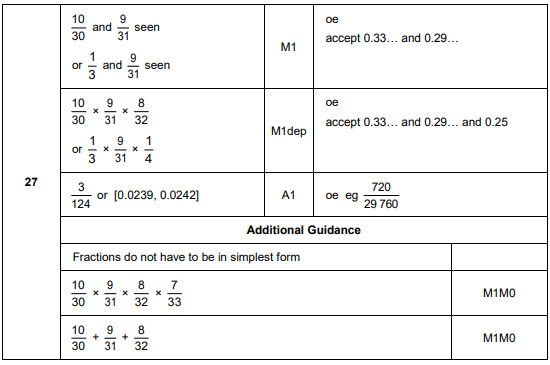 10/30 and 9/31 seen
or 1/3 and 9/31 seen
M1
oe
accept 0.33… and 0.29…
10/30 × 9/31 × 8/32
or 1/3 × 9/31 × 1/4
M1dep
oe
accept 0.33… and 0.29… and 0.25
27
3/124 or [0.0239, 0.0242]
A1
oe eg 720/29 760
Additional Guidance
Fractions do not have to be in simplest form
10/30 × 9/31 × 8/32 × 7/33
M1M0
10/30 + 9/31 + 8/32
M1M0